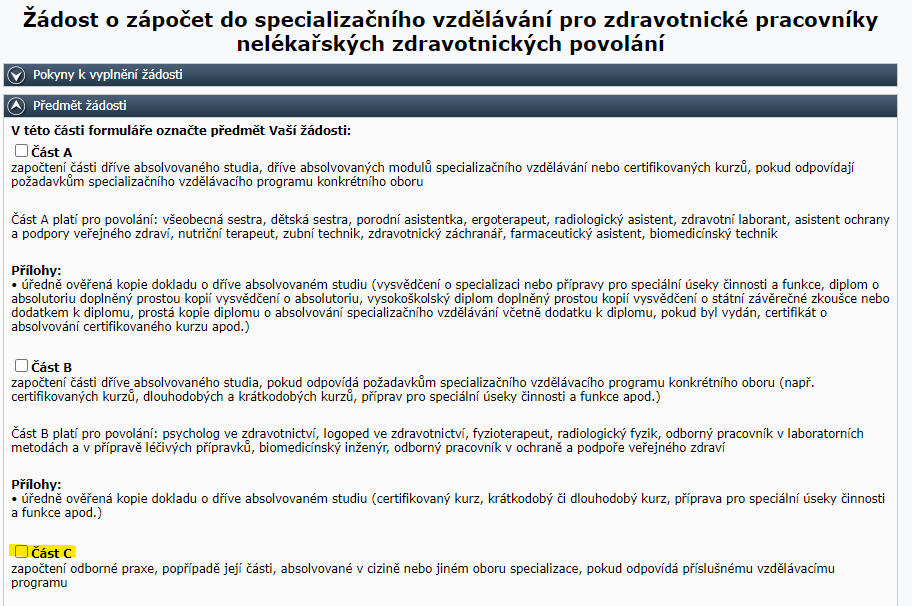 Žádost o zápočet do specializačního vzdělávání pro zdravotnické pracovníky
nelékařských zdravotnických povolání
Pokyny k vyplnění žádosti
Předmět žádosti
V této části formuláře označte předmět Vaší žádosti:
Část A
započtení části dříve absolvovaného studia, dříve absolvovaných modulů specializačního vzdělávání nebo certifikovaných kurzů, pokud odpovídají
požadavkům specializačního vzdělávacího programu konkrétního oboru
Část A platí pro povolání: všeobecná sestra, dětská sestra, porodní asistentka, ergoterapeut, radiologický asistent, zdravotní laborant, asistent ochrany
a podpory veřejného zdraví, nutriční terapeut, zubní technik, zdravotnický záchranář, farmaceutický asistent, biomedicínský technik
Přílohy:
• úředně ověřená kopie dokladu o dříve absolvovaném studiu (vysvědčení o specializaci nebo přípravy pro speciální úseky činnosti a funkce, diplom o
absolutoriu doplněný prostou kopií vysvědčení o absolutoriu, vysokoškolský diplom doplněný prostou kopií vysvědčení o státní závěrečné zkoušce nebo
dodatkem k diplomu, prostá kopie diplomu o absolvování specializačního vzdělávání včetně dodatku k diplomu, pokud byl vydán, certifikát o
absolvování certifikovaného kurzu apod.)
Část B
započtení části dříve absolvovaného studia, pokud odpovídá požadavkům specializačního vzdělávacího programu konkrétního oboru (např.
certifikovaných kurzů, dlouhodobých a krátkodobých kurzů, příprav pro speciální úseky činnosti a funkce apod.)
Část B platí pro povolání: psycholog ve zdravotnictví, logoped ve zdravotnictví, fyzioterapeut, radiologický fyzik, odborný pracovník v laboratorních
metodách a v přípravě léčivých přípravků, biomedicínský inženýr, odborný pracovník v ochraně a podpoře veřejného zdraví
Přílohy:
• úředně ověřená kopie dokladu o dříve absolvovaném studiu (certifikovaný kurz, krátkodobý či dlouhodobý kurz, příprava pro speciální úseky činnosti
a funkce apod.)
Část C
započtení odborné praxe, popřípadě její části, absolvované v cizině nebo jiném oboru specializace, pokud odpovídá příslušnému vzdělávacímu
programu